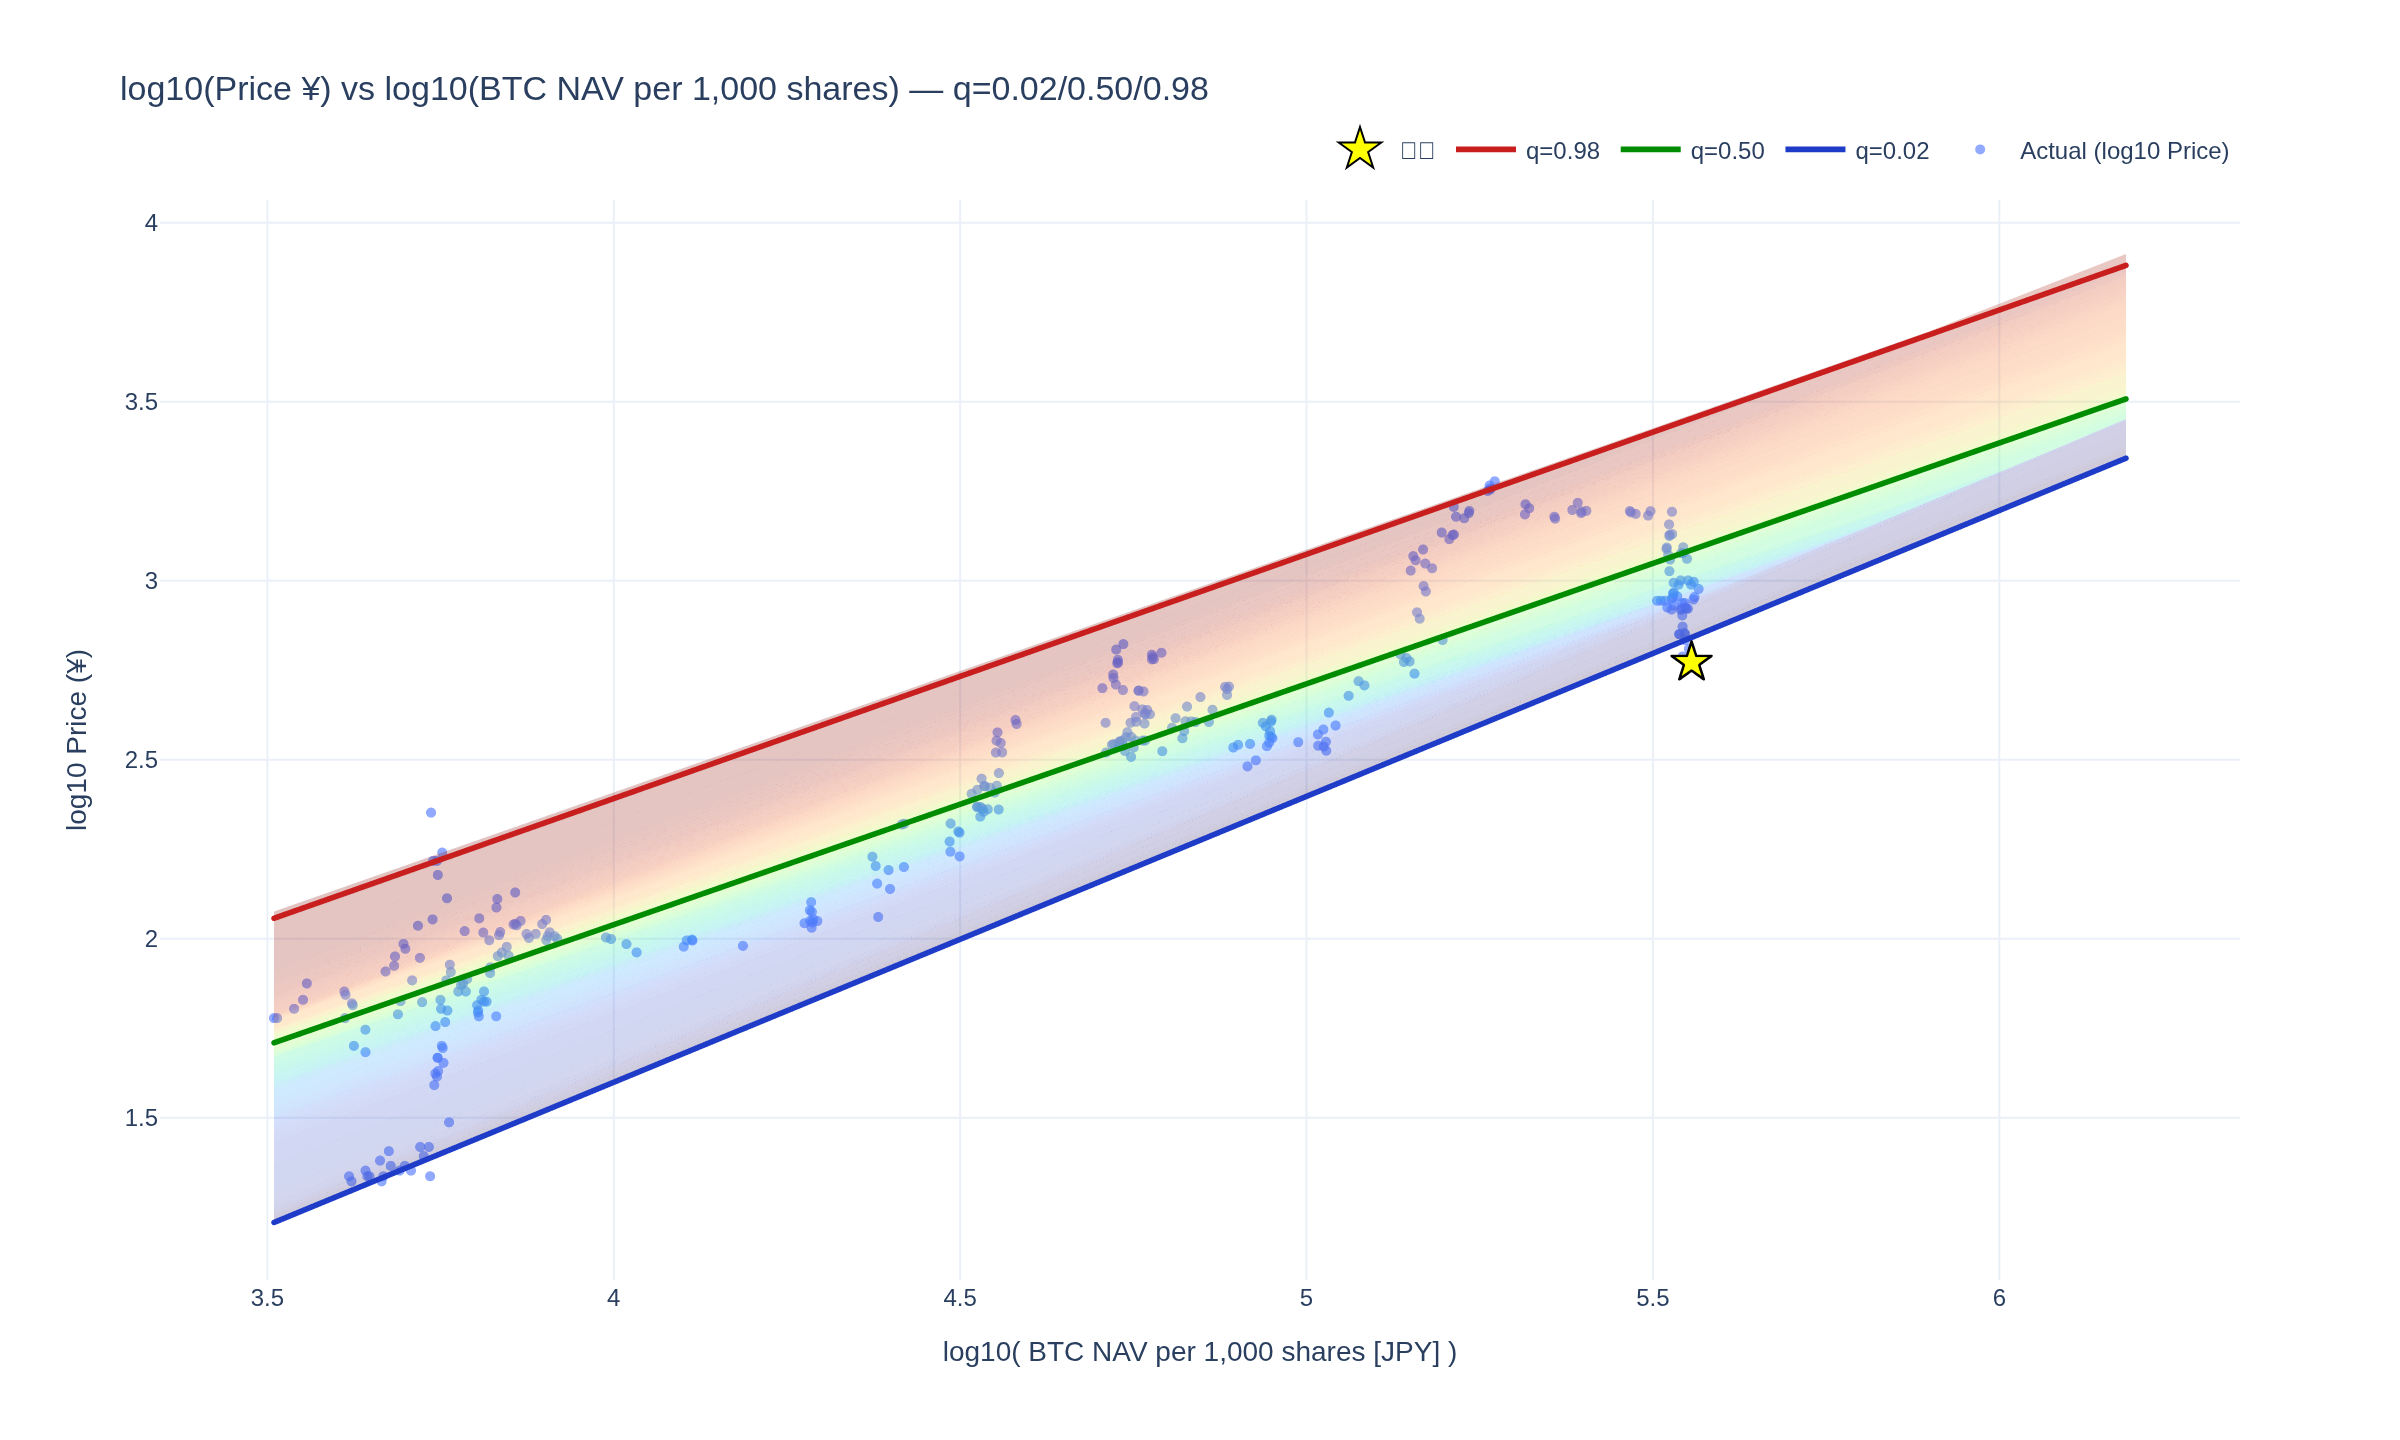 log10(Price ¥) vs log10(BTC NAV per 1,000 shares) — q=0.02/0.50/0.98
q=0.98 q=0.50 q=0.02 Actual (log10 Price)
4
3.5
3
2.5
2
1.5
log10 Price (¥)
3.5 4 4.5 5 5.5 6
log10( BTC NAV per 1,000 shares [JPY] )